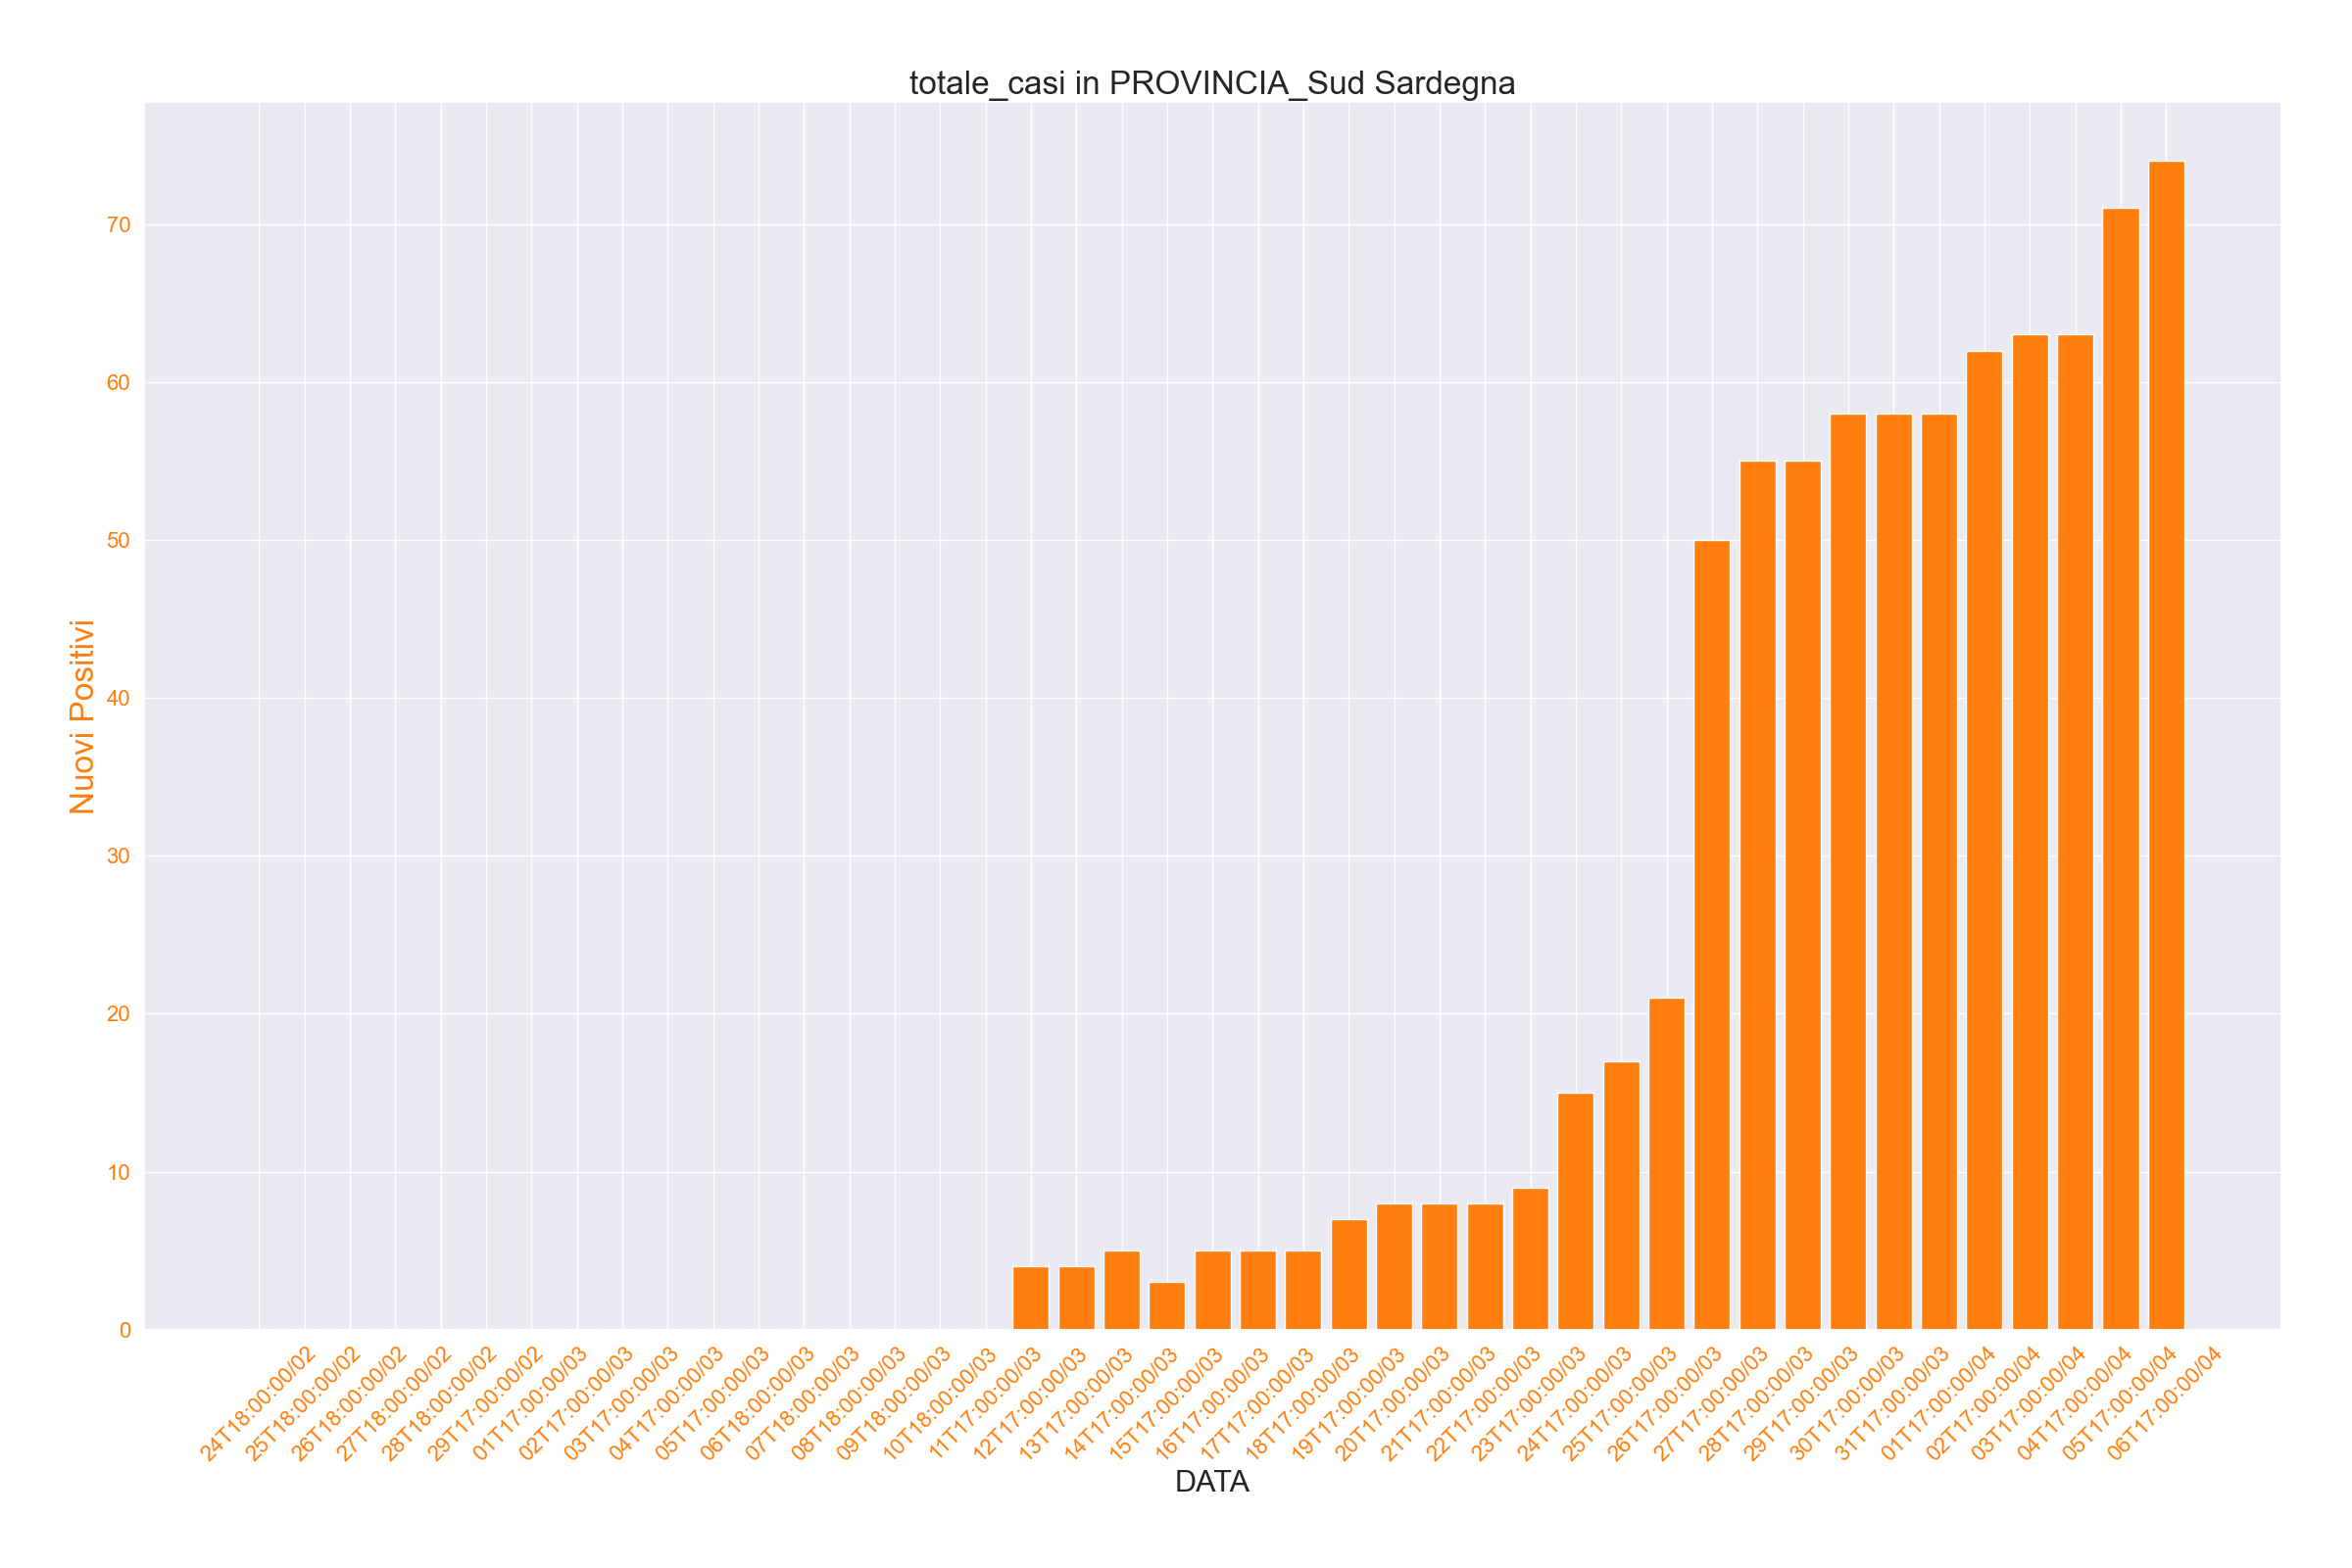 totale_casi in PROVINCIA_Sud Sardegna
Nuovi Positivi
70
60
50
40
30
20
10
0
24T18:00:00/02
25T18:00:00/02
26T18:00:00/02
27T18:00:00/02
28T18:00:00/02
29T17:00:00/02
01T17:00:00/03
02T17:00:00/03
03T17:00:00/03
04T17:00:00/03
05T17:00:00/03
06T18:00:00/03
07T18:00:00/03
08T18:00:00/03
09T18:00:00/03
10T18:00:00/03
11T17:00:00/03
12T17:00:00/03
13T17:00:00/03
14T17:00:00/03
15T17:00:00/03
16T17:00:00/03
17T17:00:00/03
18T17:00:00/03
19T17:00:00/03
20T17:00:00/03
21T17:00:00/03
22T17:00:00/03
23T17:00:00/03
24T17:00:00/03
25T17:00:00/03
26T17:00:00/03
27T17:00:00/03
28T17:00:00/03
29T17:00:00/03
30T17:00:00/03
31T17:00:00/03
01T17:00:00/04
02T17:00:00/04
03T17:00:00/04
04T17:00:00/04
05T17:00:00/04
06T17:00:00/04
DATA